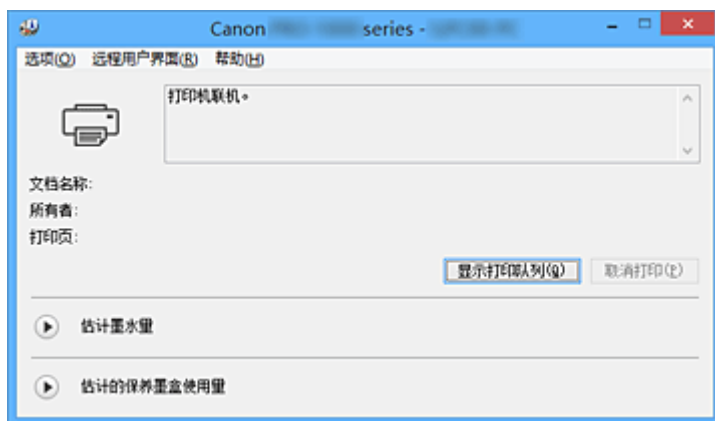 Canon series -
选项(O) 远程用户界面(R) 帮助(H)
打印机联机。
文档名称:
所有者:
打印页:
显示打印队列(Q) 取消打印(P)
估计墨水量
估计的保养墨盒使用量